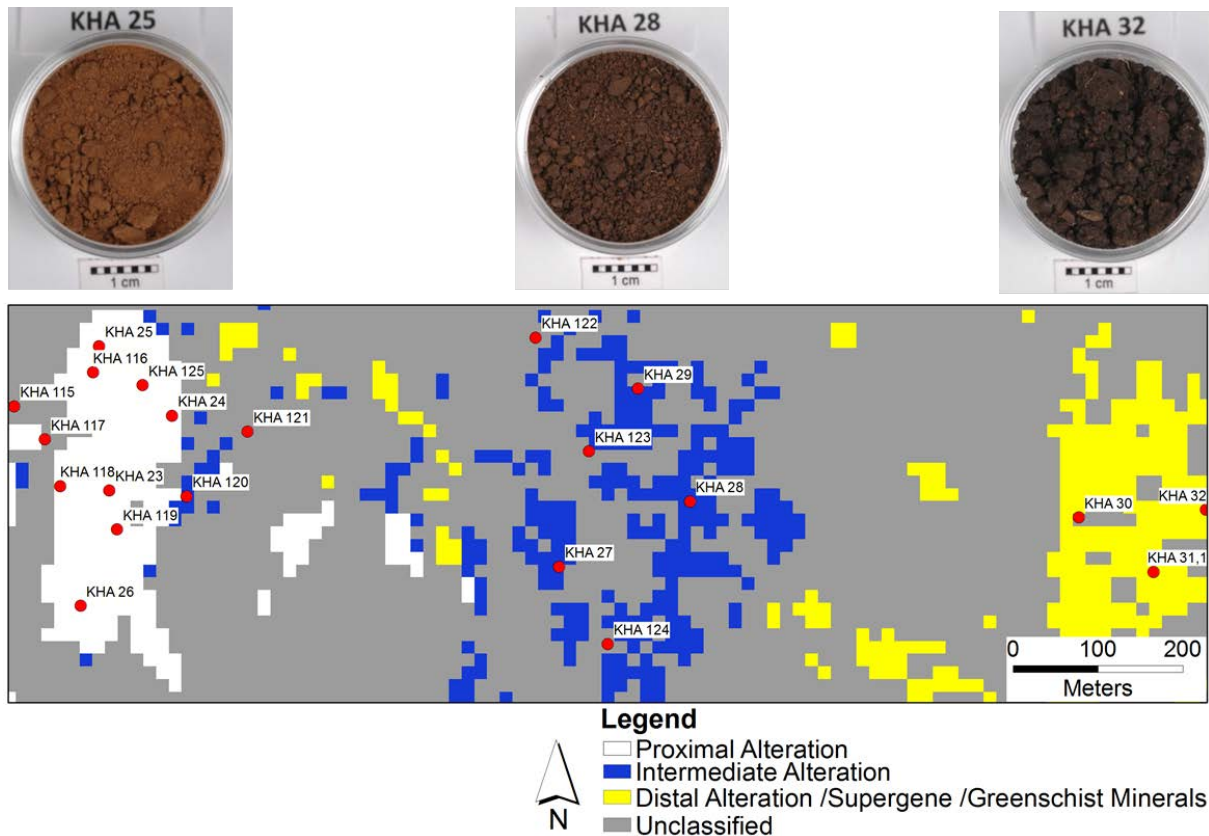 KHA 25
KHA 28
KHA 32
1 cm
1 cm
1 cm
KHA 25
KHA 122
KHA 116
KHA 125
KHA 29
KHA 115
KHA 24
KHA 121
KHA 117
KHA 123
KHA 118
KHA 23
KHA 120
KHA 28
KHA 32
KHA 30
KHA 119
KHA 27
KHA 31,1
KHA 26
KHA 124
0 100 200
Meters
Legend
Proximal Alteration
Intermediate Alteration
Distal Alteration /Supergene /Greenschist Minerals
Unclassified
N